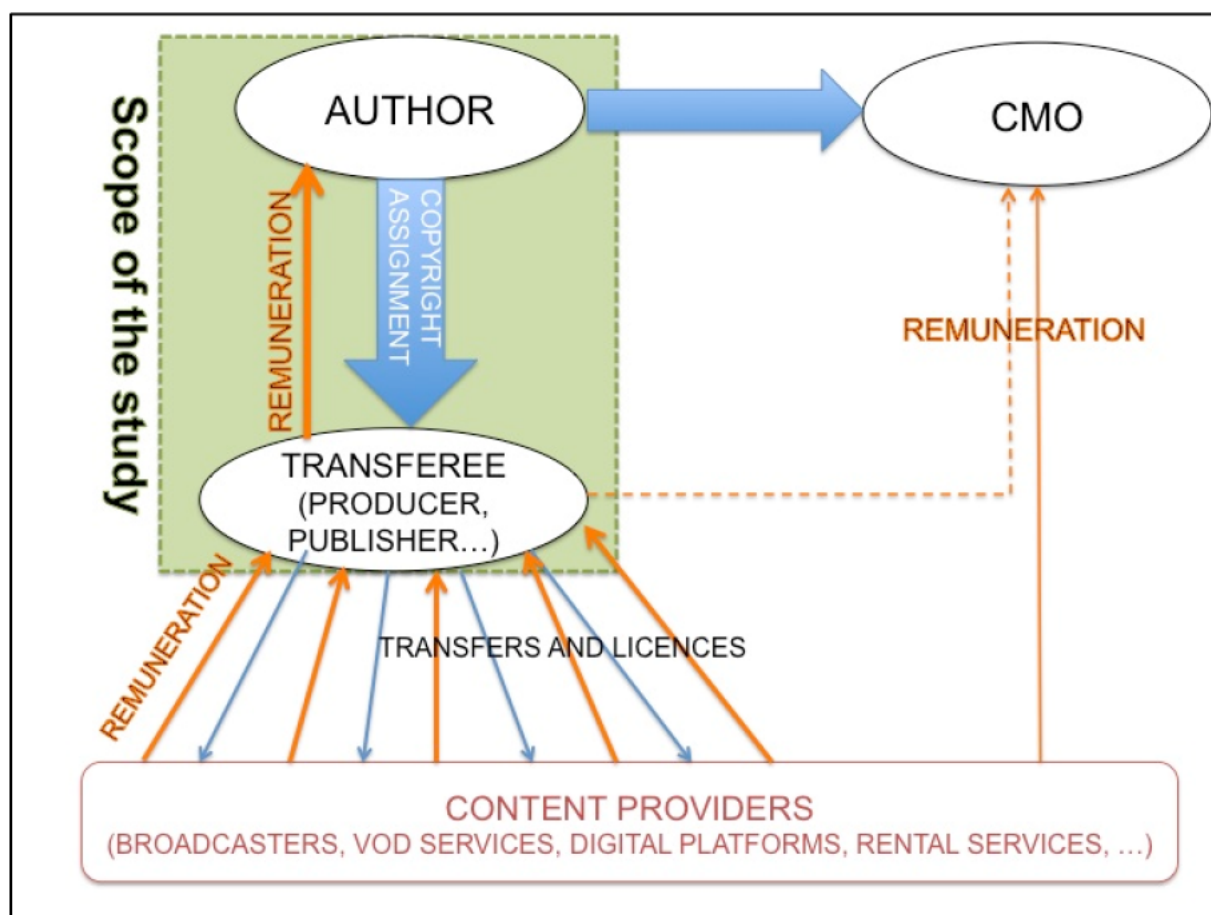 Scope of the study
AUTHOR
CMO
REMUNERATION
COPYRIGHT
ASSIGNMENT
REMUNERATION
TRANSFEREE
(PRODUCER,
PUBLISHER…)
REMUNERATION
TRANSFERS AND LICENCES
CONTENT PROVIDERS
(BROADCASTERS, VOD SERVICES, DIGITAL PLATFORMS, RENTAL SERVICES, …)